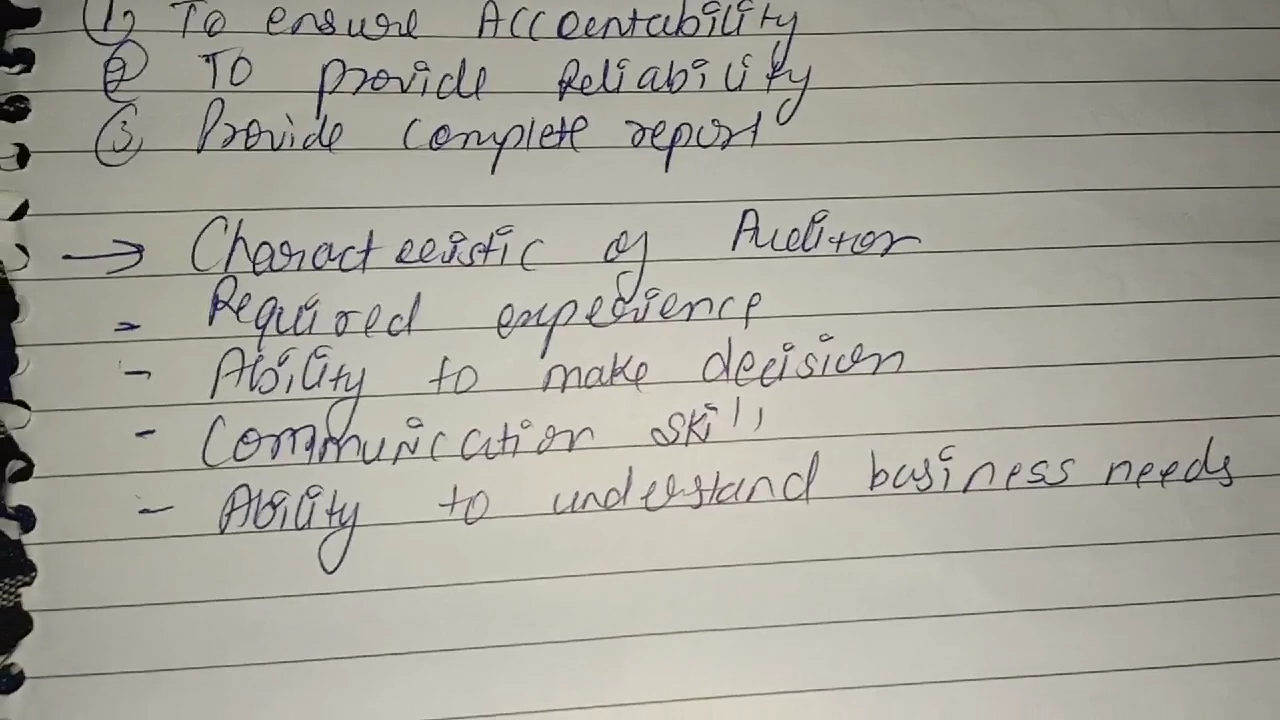 (1) To ensure Accountability
(2) To provide Reliability
(3) Provide complete report
→ Characteristic of Auditor
- Required experience
- Ability to make decision
- Communication skill,
- Ability to understand business needs